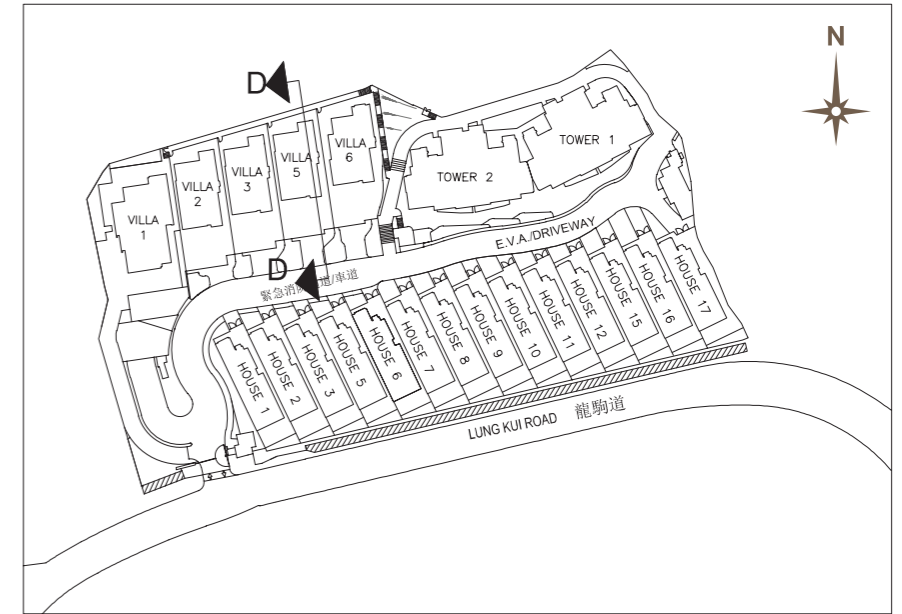 N
D
VILLA 1
VILLA 2
VILLA 3
VILLA 5
VILLA 6
TOWER 2
TOWER 1
E.V.A./DRIVEWAY
D
緊急消 道/車道
HOUSE 1
HOUSE 2
HOUSE 3
HOUSE 5
HOUSE 6
HOUSE 7
HOUSE 8
HOUSE 9
HOUSE 10
HOUSE 11
HOUSE 12
HOUSE 15
HOUSE 16
HOUSE 17
LUNG KUI ROAD 龍駒道